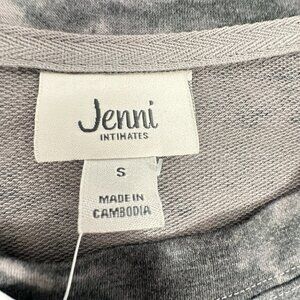 Jenni
INTIMATES
S
MADE IN
CAMBODIA